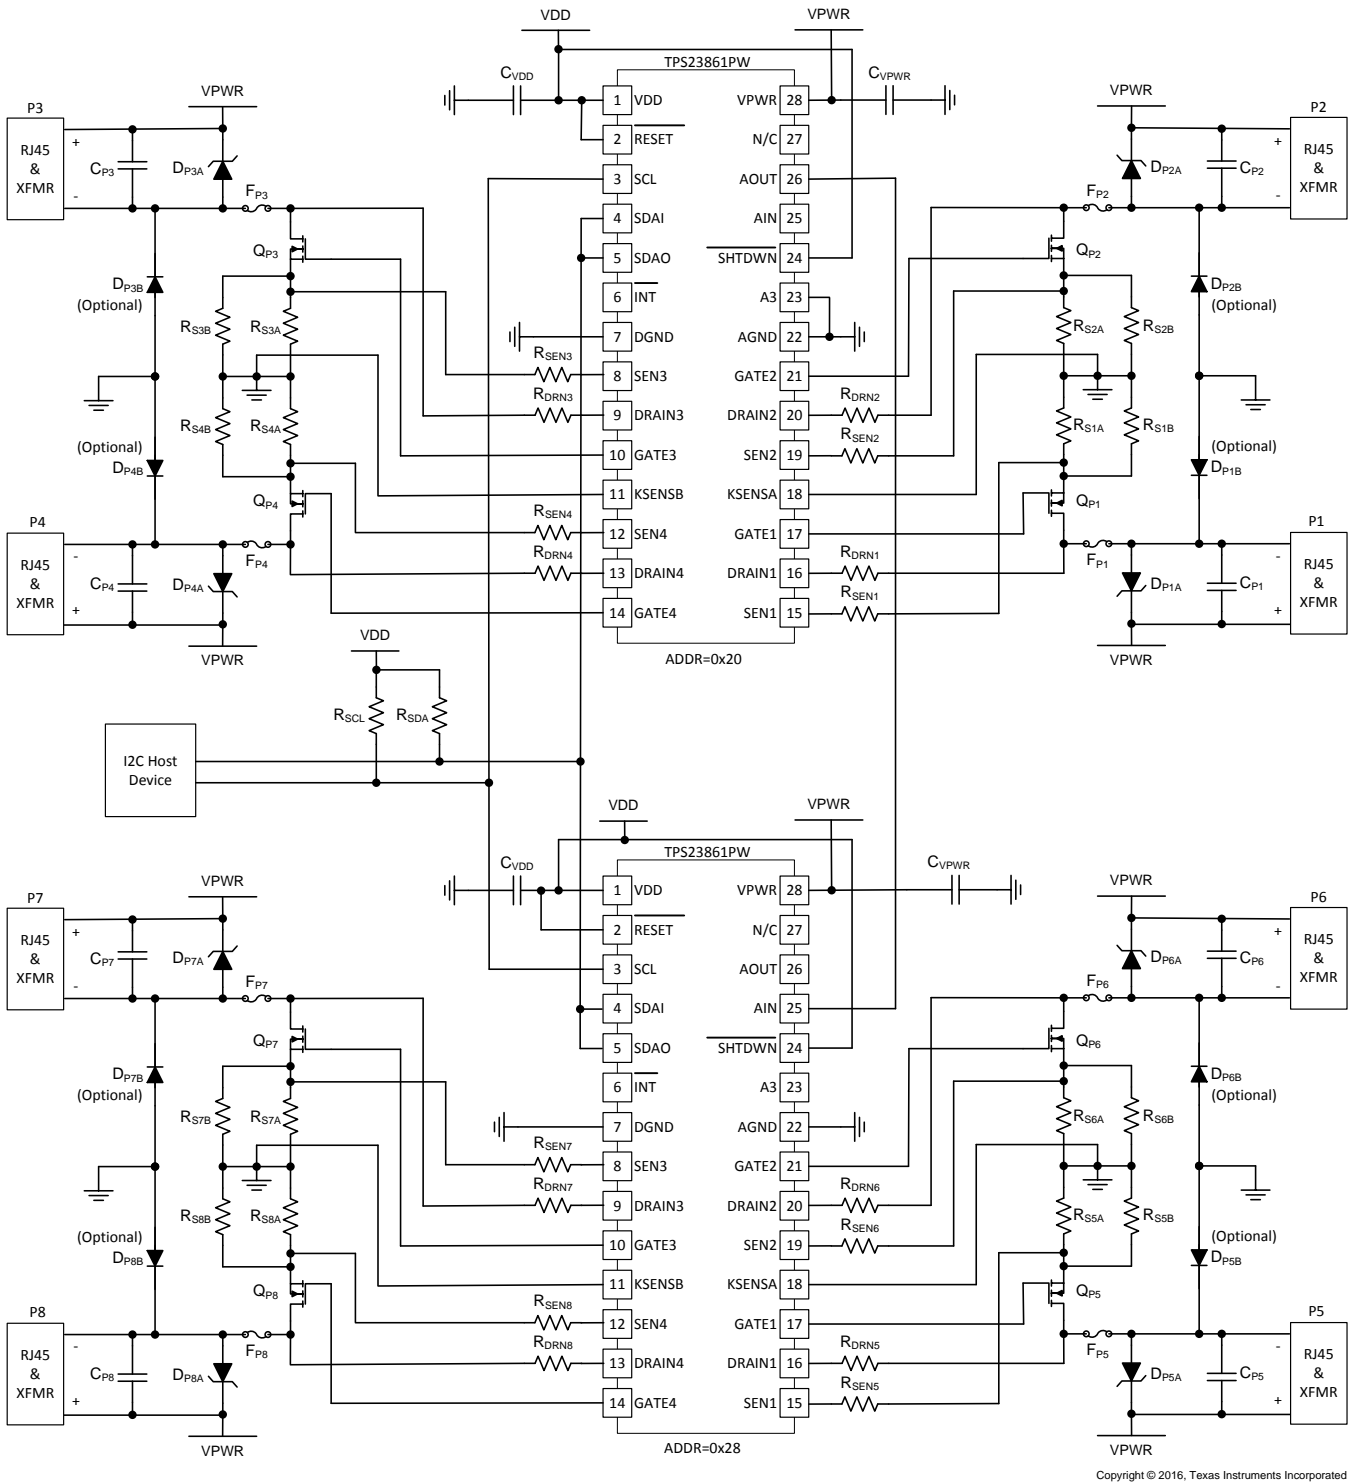 VDD
VPWR
TPS23861PW
CVDD
CVPWR
1 VDD
2 RESET
3 SCL
4 SDAI
5 SDAO
6 INT
7 DGND
8 SEN3
9 DRAIN3
10 GATE3
11 KSENSB
12 SEN4
13 DRAIN4
14 GATE4
VPWR 28
N/C 27
AOUT 26
AIN 25
SHTDWN 24
A3 23
AGND 22
GATE2 21
DRAIN2 20
SEN2 19
KSENSA 18
GATE1 17
DRAIN1 16
SEN1 15
ADDR=0x20
P3
RJ45
&
XFMR
+
-
VPWR
CP3
DP3A
FP3
QP3
DP3B
(Optional)
RS3B
RS3A
RSEN3
RDRN3
RS4B
RS4A
(Optional)
DP4B
QP4
RSEN4
RDRN4
P4
RJ45
&
XFMR
-
+
CP4
DP4A
FP4
VPWR
VPWR
P2
RJ45
&
XFMR
+
-
DP2A
CP2
FP2
QP2
DP2B
(Optional)
RS2A
RS2B
RDRN2
RSEN2
RS1A
RS1B
(Optional)
DP1B
QP1
RDRN1
RSEN1
P1
RJ45
&
XFMR
-
+
FP1
DP1A
CP1
VPWR
VDD
RSCL
RSDA
I2C Host
Device
VDD
VPWR
TPS23861PW
CVDD
CVPWR
1 VDD
2 RESET
3 SCL
4 SDAI
5 SDAO
6 INT
7 DGND
8 SEN3
9 DRAIN3
10 GATE3
11 KSENSB
12 SEN4
13 DRAIN4
14 GATE4
VPWR 28
N/C 27
AOUT 26
AIN 25
SHTDWN 24
A3 23
AGND 22
GATE2 21
DRAIN2 20
SEN2 19
KSENSA 18
GATE1 17
DRAIN1 16
SEN1 15
ADDR=0x28
P7
RJ45
&
XFMR
+
-
VPWR
CP7
DP7A
FP7
QP7
DP7B
(Optional)
RS7B
RS7A
RSEN7
RDRN7
RS8B
RS8A
(Optional)
DP8B
QP8
RSEN8
RDRN8
P8
RJ45
&
XFMR
-
+
CP8
DP8A
FP8
VPWR
VPWR
P6
RJ45
&
XFMR
+
-
DP6A
CP6
FP6
QP6
DP6B
(Optional)
RS6A
RS6B
RDRN6
RSEN6
RS5A
RS5B
(Optional)
DP5B
QP5
RDRN5
RSEN5
P5
RJ45
&
XFMR
-
+
FP5
DP5A
CP5
VPWR
Copyright © 2016, Texas Instruments Incorporated